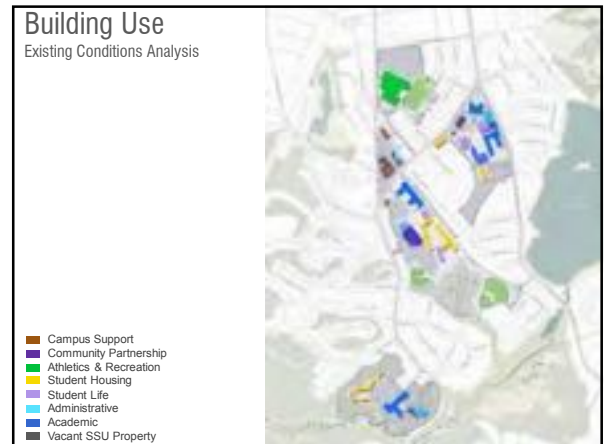 Building Use
Existing Conditions Analysis
Campus Support
Community Partnership
Athletics & Recreation
Student Housing
Student Life
Administrative
Academic
Vacant SSU Property